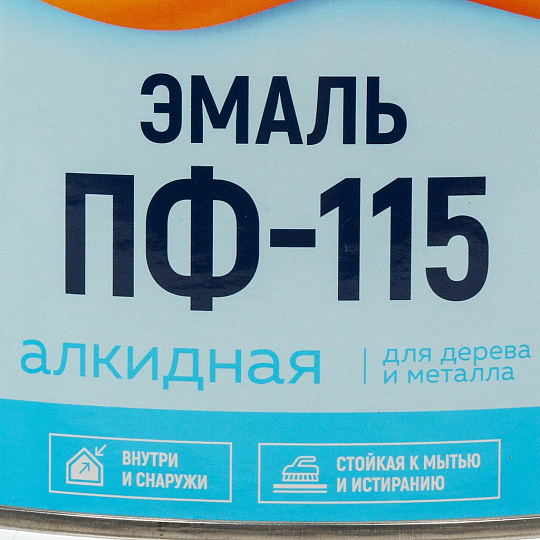 ЭМАЛЬ
ПФ-115
алкидная
для дерева
и металла
ВНУТРИ
И СНАРУЖИ
СТОЙКАЯ К МЫТЬЮ
И ИСТИРАНИЮ